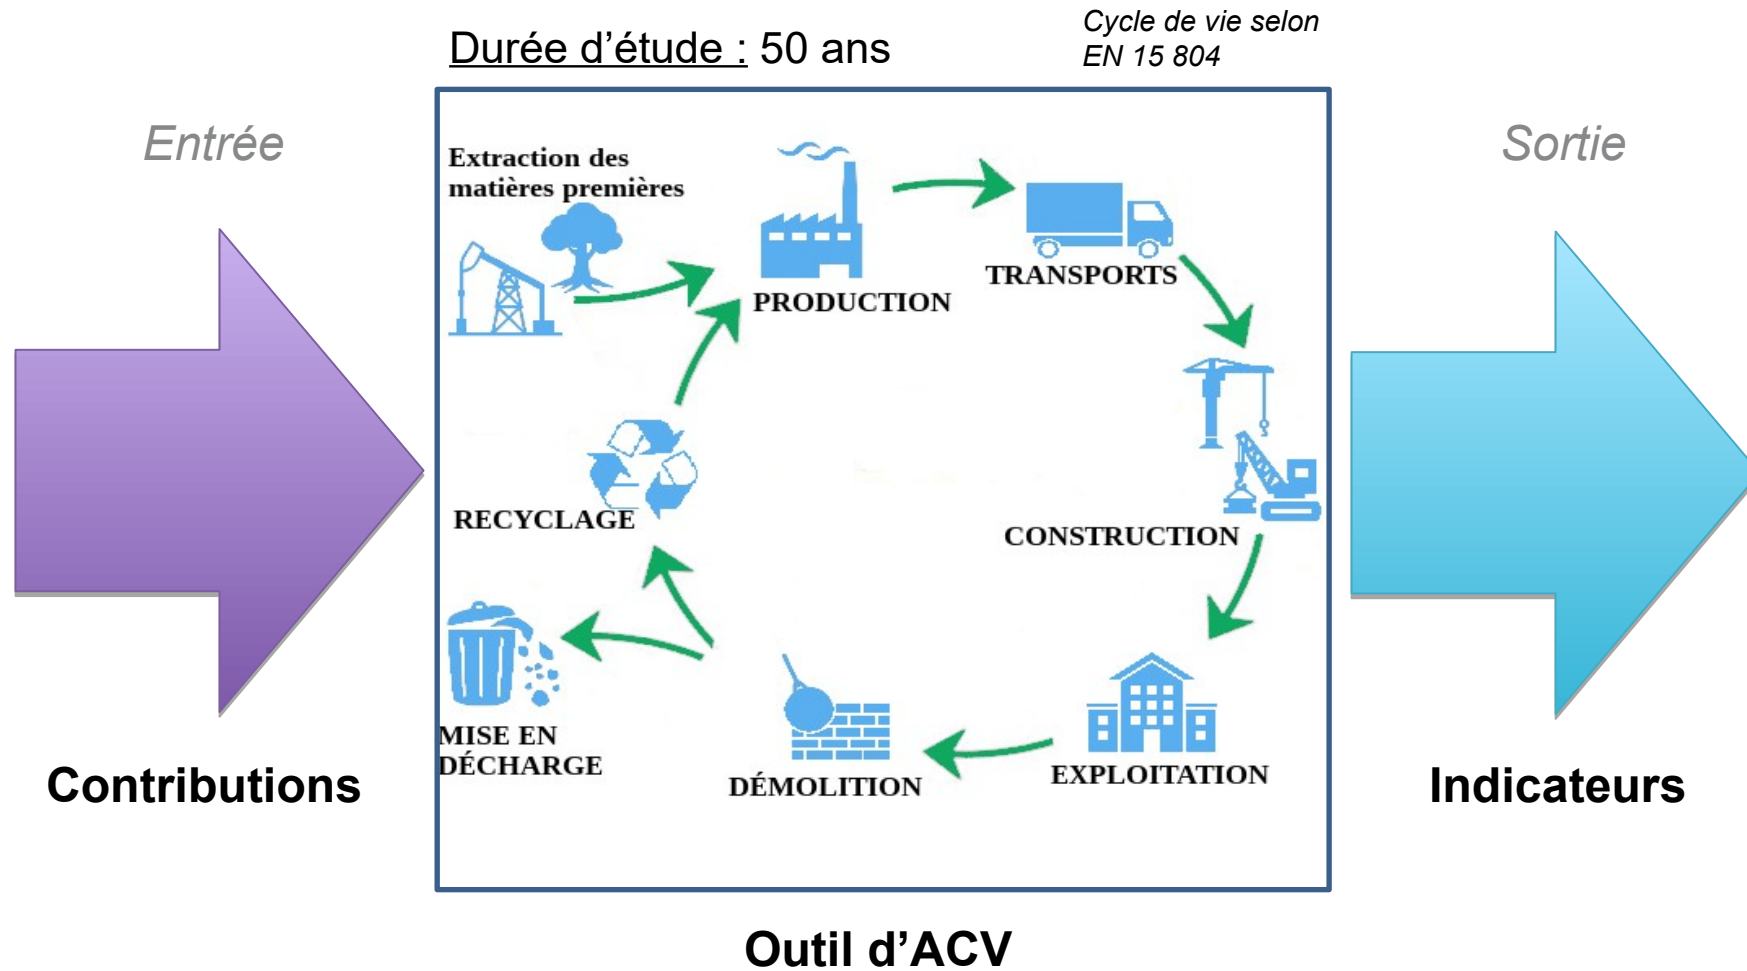 Durée d’étude : 50 ans
Cycle de vie selon
EN 15 804
Entrée
Sortie
Extraction des
matières premières
PRODUCTION
TRANSPORTS
RECYCLAGE
CONSTRUCTION
MISE EN
DÉCHARGE
DÉMOLITION
EXPLOITATION
Contributions
Indicateurs
Outil d’ACV